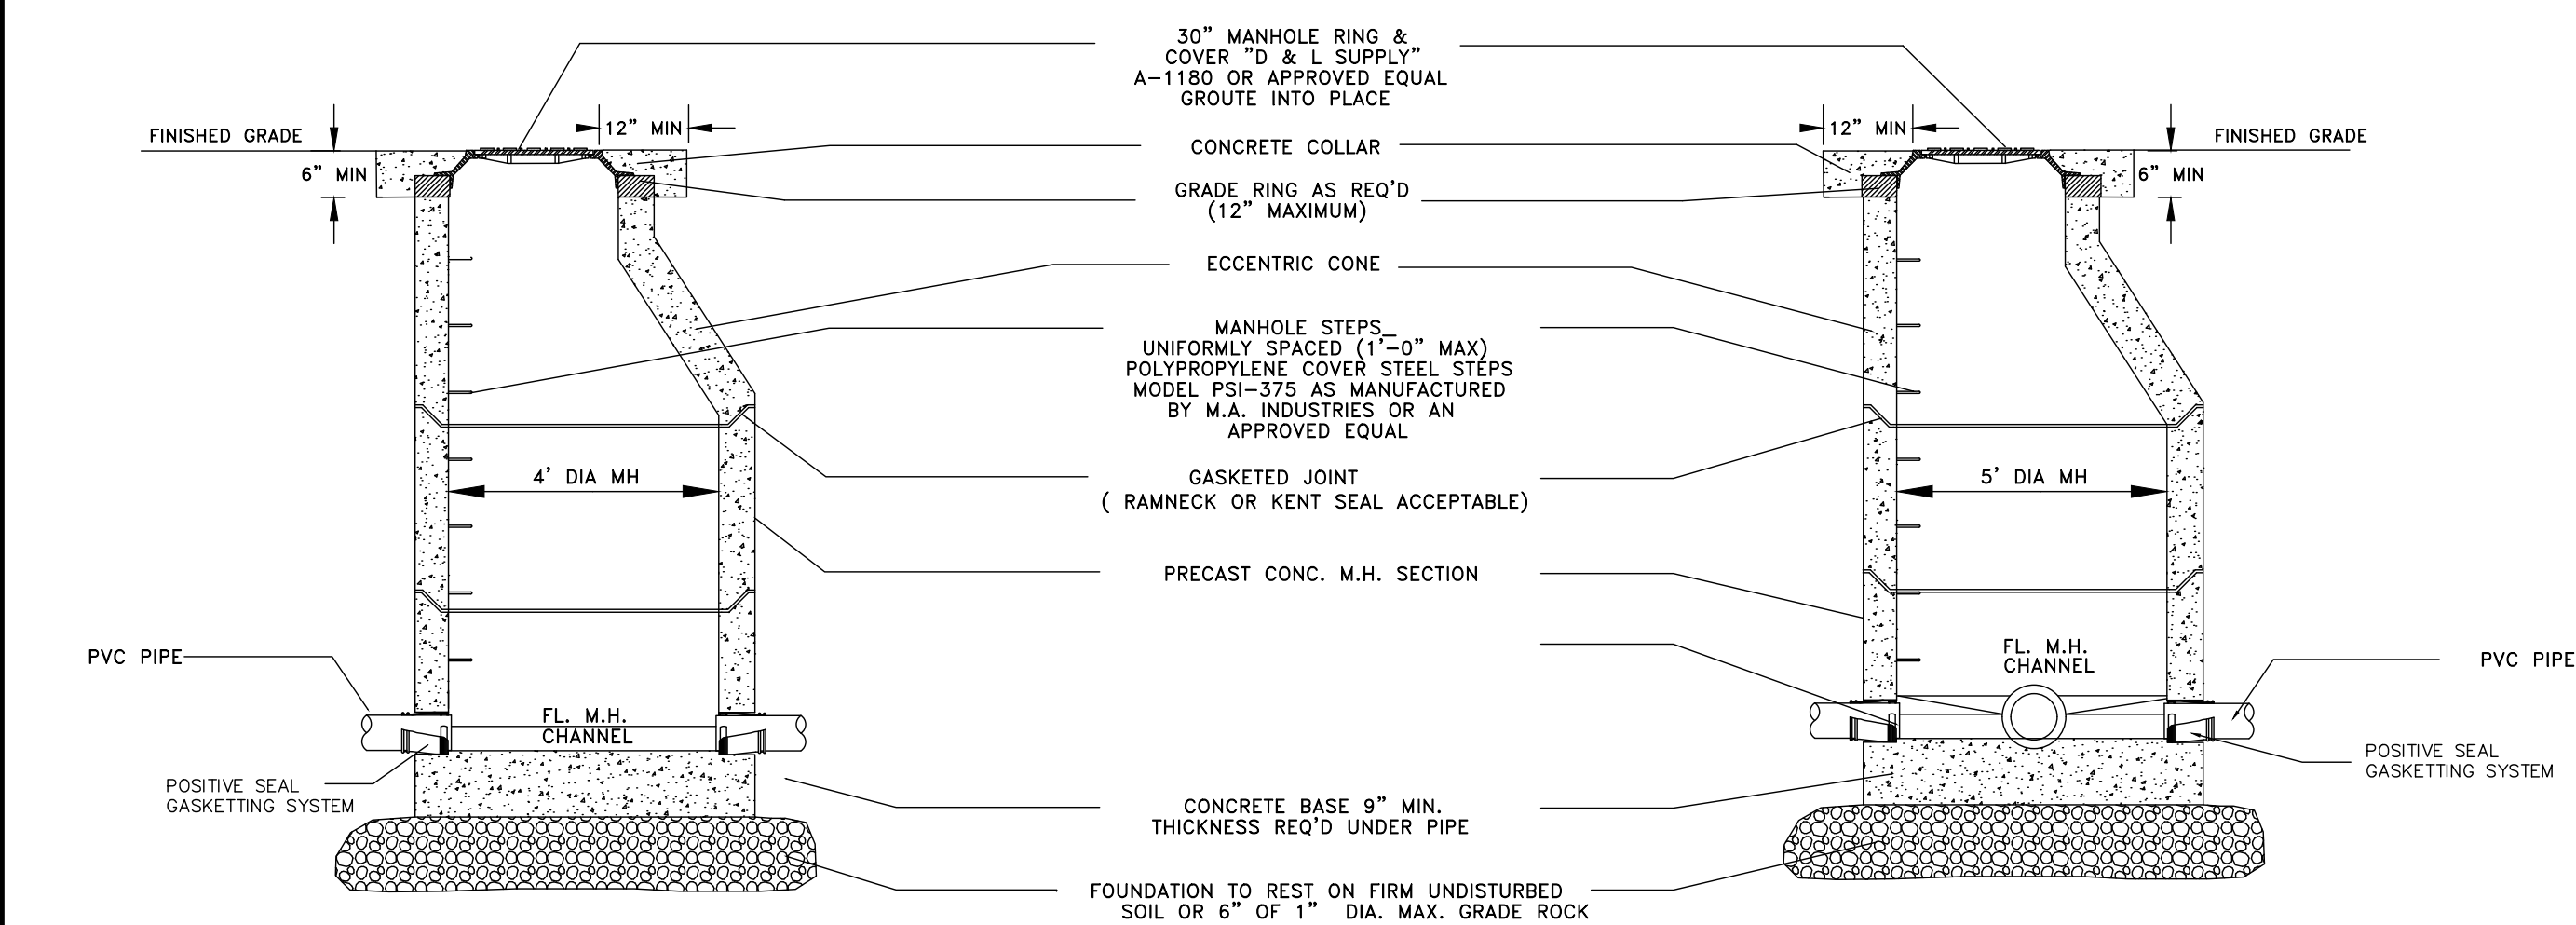 30" MANHOLE RING &
COVER "D & L SUPPLY"
A-1180 OR APPROVED EQUAL
GROUTE INTO PLACE
12" MIN
12" MIN
FINISHED GRADE
FINISHED GRADE
CONCRETE COLLAR
6" MIN
6" MIN
GRADE RING AS REQ'D
(12" MAXIMUM)
ECCENTRIC CONE
MANHOLE STEPS_
UNIFORMLY SPACED (1'-0" MAX)
POLYPROPYLENE COVER STEEL STEPS
MODEL PSI-375 AS MANUFACTURED
BY M.A. INDUSTRIES OR AN
APPROVED EQUAL
4' DIA MH
GASKETED JOINT
( RAMNECK OR KENT SEAL ACCEPTABLE)
5' DIA MH
PRECAST CONC. M.H. SECTION
PVC PIPE
FL. M.H.
CHANNEL
PVC PIPE
FL. M.H.
CHANNEL
POSITIVE SEAL
GASKETTING SYSTEM
POSITIVE SEAL
GASKETTING SYSTEM
CONCRETE BASE 9" MIN.
THICKNESS REQ'D UNDER PIPE
FOUNDATION TO REST ON FIRM UNDISTURBED
SOIL OR 6" OF 1" DIA. MAX. GRADE ROCK